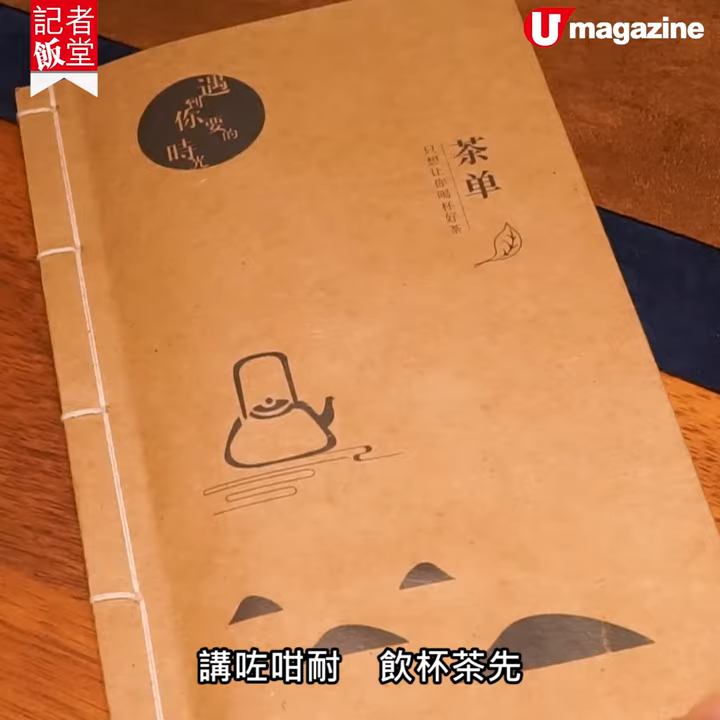 記者
飯堂
U magazine
遇
到
你要的
時光
茶单
只想让你喝杯好茶
講咗咁耐 飲杯茶先